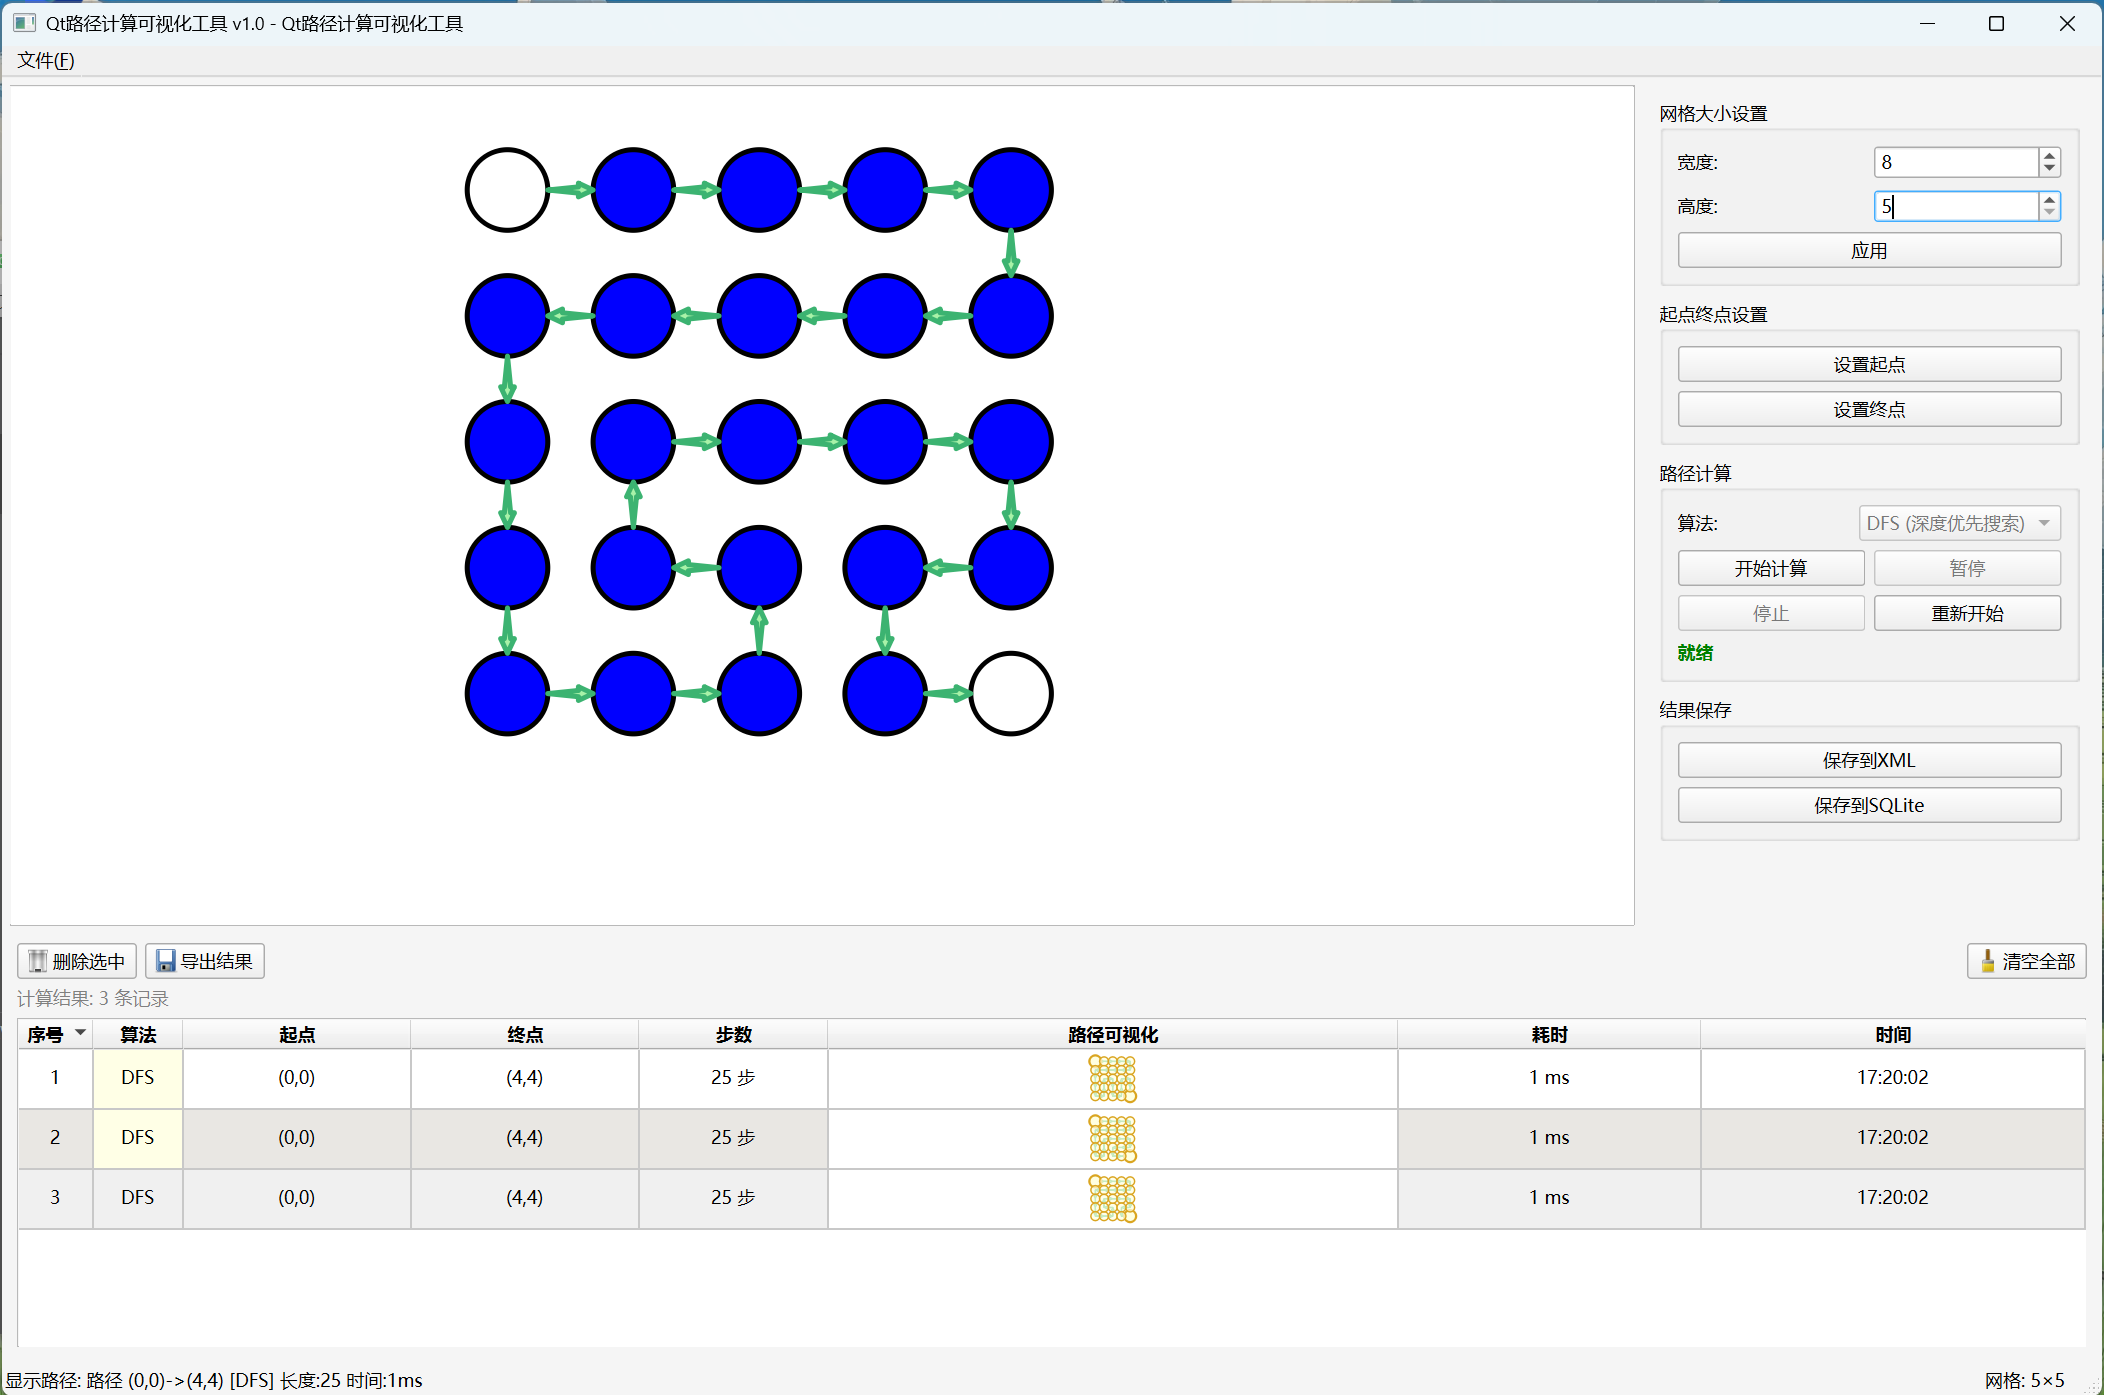 Qt路径计算可视化工具 v1.0 - Qt路径计算可视化工具
文件(F)
网格大小设置
宽度: 8
高度: 5
应用
起点终点设置
设置起点
设置终点
路径计算
算法: DFS (深度优先搜索)
开始计算 暂停
停止 重新开始
就绪
结果保存
保存到XML
保存到SQLite
删除选中 导出结果 清空全部
计算结果: 3 条记录
序号 算法 起点 终点 步数 路径可视化 耗时 时间
1 DFS (0,0) (4,4) 25 步 1 ms 17:20:02
2 DFS (0,0) (4,4) 25 步 1 ms 17:20:02
3 DFS (0,0) (4,4) 25 步 1 ms 17:20:02
显示路径: 路径 (0,0)->(4,4) [DFS] 长度:25 时间:1ms 网格: 5×5